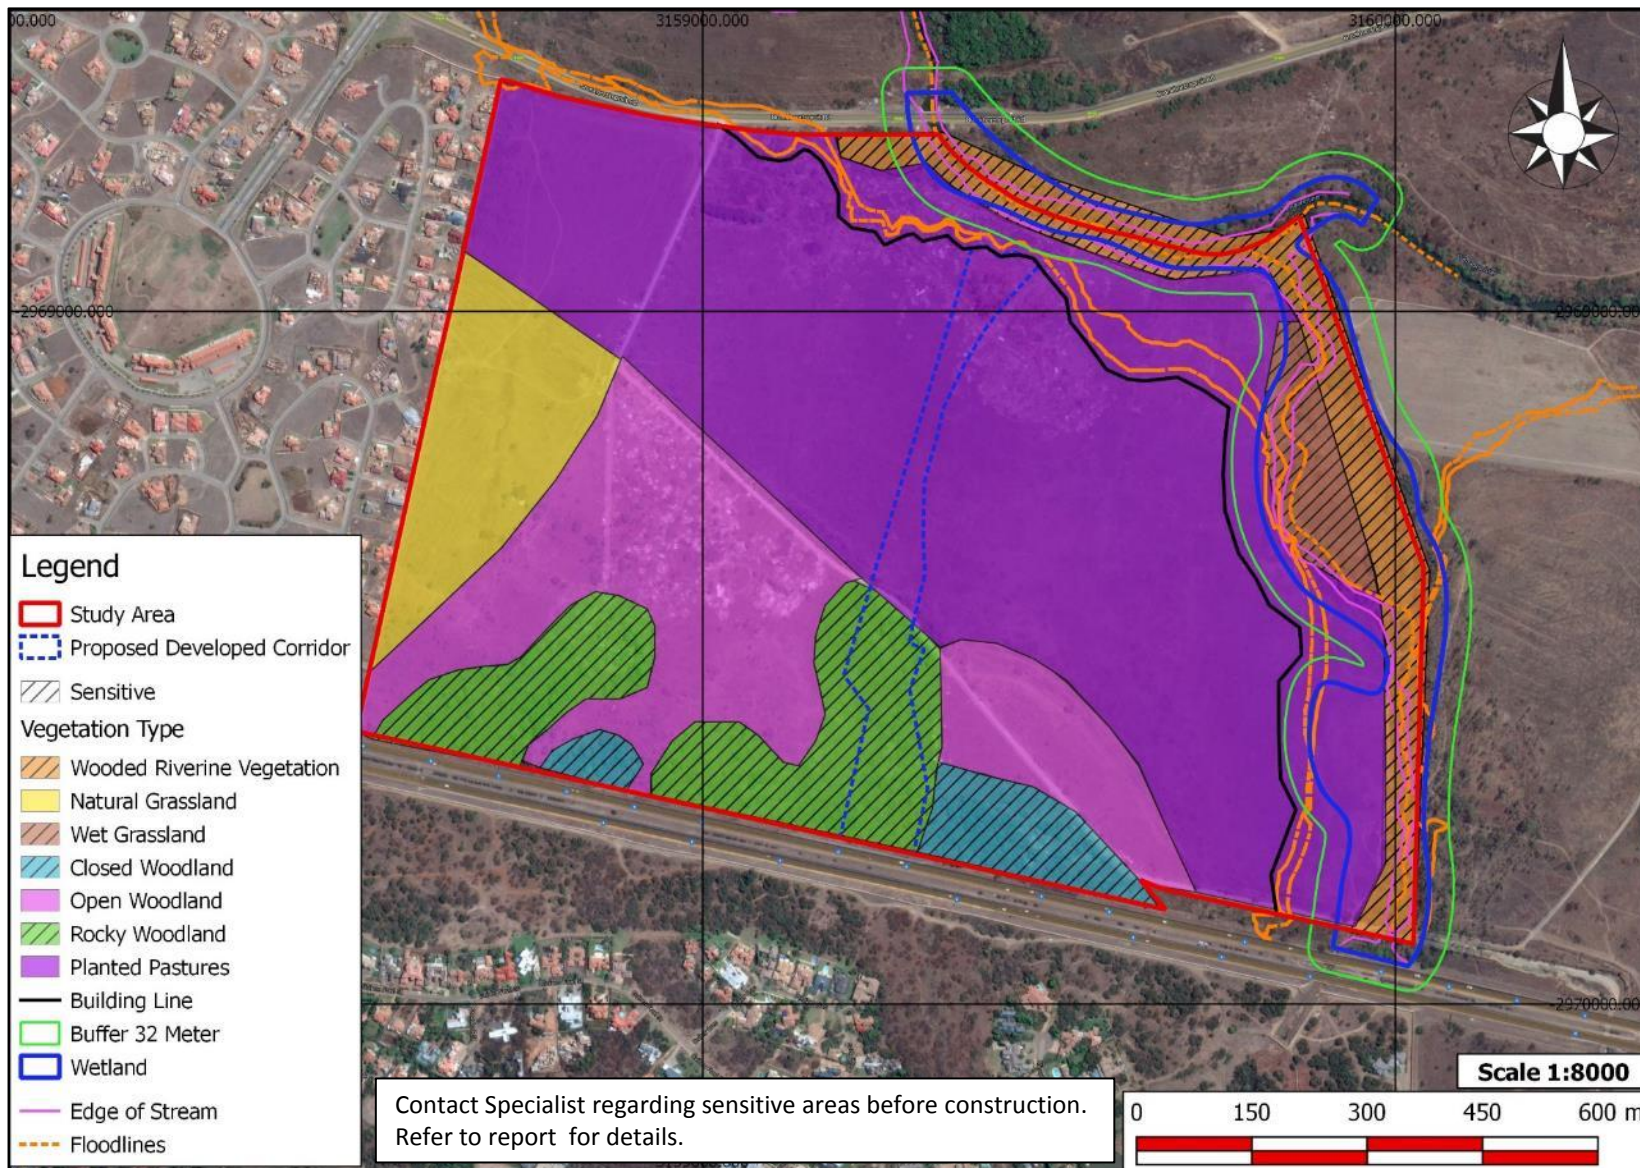 00.000
3159000.000
3160000.000
-2969000.000
-2969000.00
Legend
Study Area
Proposed Developed Corridor
Sensitive
Vegetation Type
Wooded Riverine Vegetation
Natural Grassland
Wet Grassland
Closed Woodland
Open Woodland
Rocky Woodland
Planted Pastures
Building Line
Buffer 32 Meter
Wetland
Edge of Stream
Floodlines
-2970000.00
Contact Specialist regarding sensitive areas before construction.
Refer to report for details.
Scale 1:8000
0 150 300 450 600 m